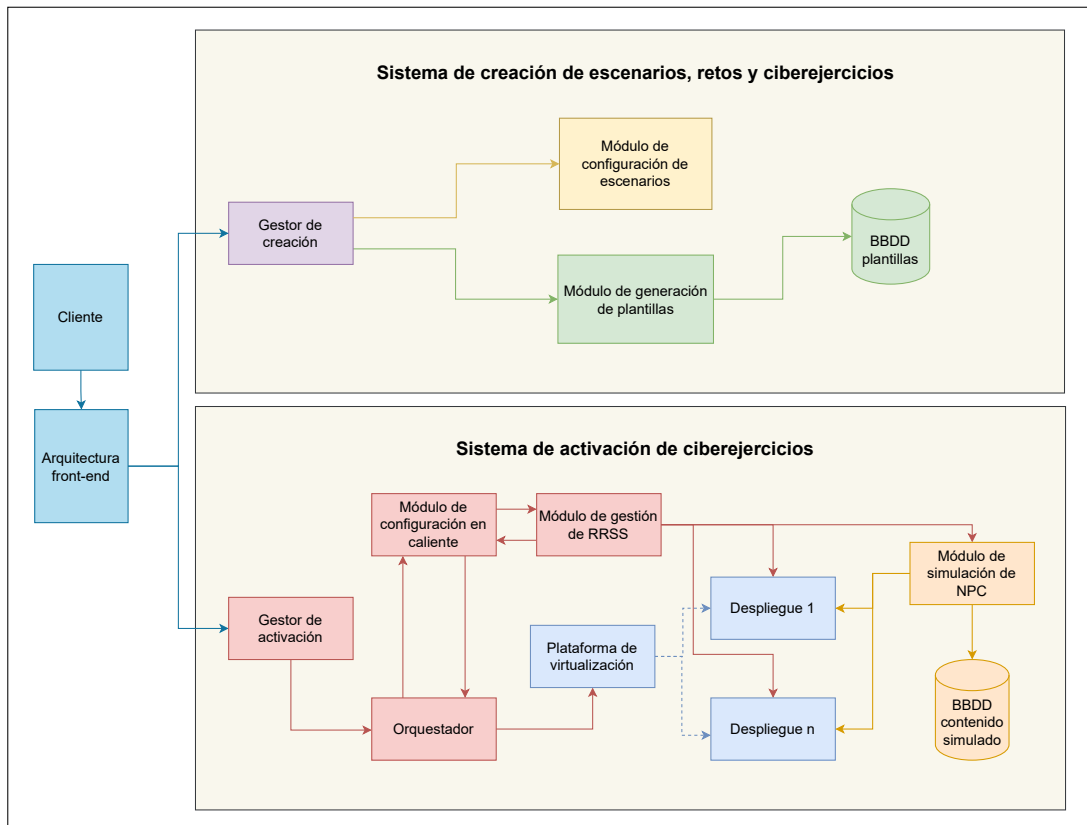 Sistema de creación de escenarios, retos y ciberejercicios
Módulo de
configuración de
escenarios
Gestor de
creación
BBDD
plantillas
Módulo de generación
de plantillas
Cliente
Arquitectura
front-end
Sistema de activación de ciberejercicios
Módulo de
configuración en
caliente
Módulo de gestión
de RRSS
Módulo de
simulación de
NPC
Despliegue 1
Gestor de
activación
Plataforma de
virtualización
Orquestador
Despliegue n
BBDD
contenido
simulado